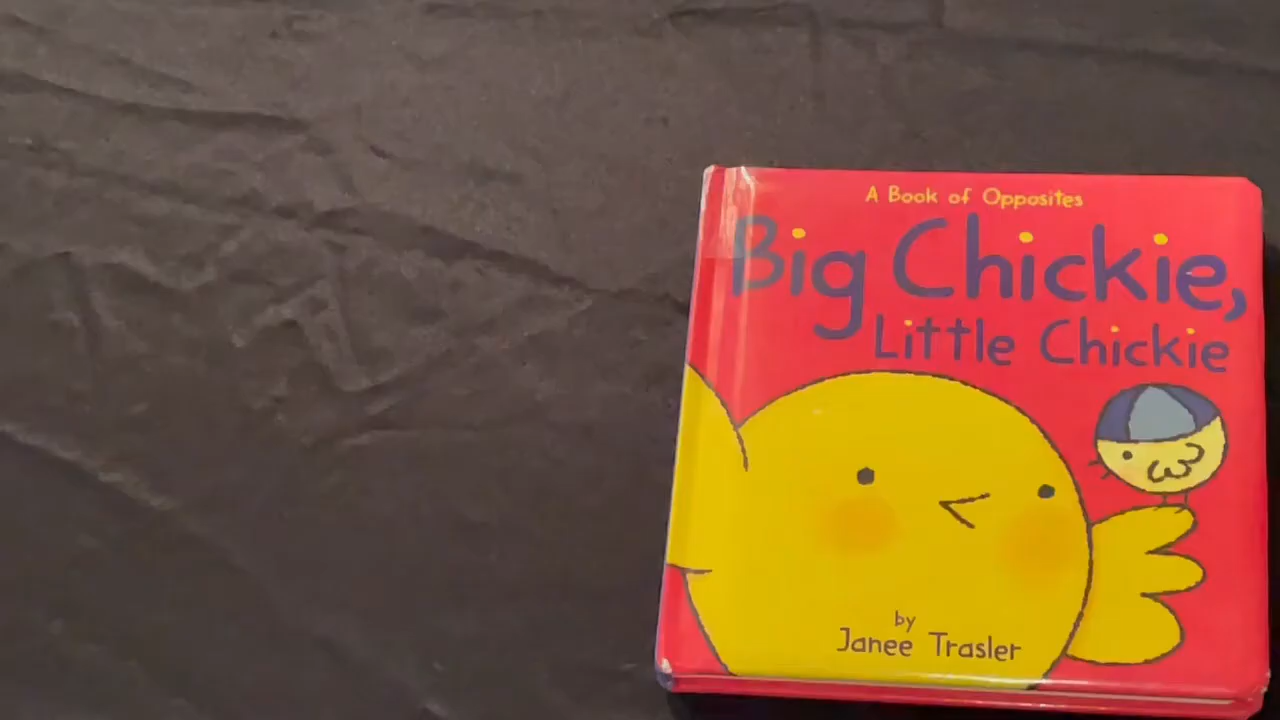 A Book of Opposites
Big Chickie,
Little Chickie
by
Janee Trasler